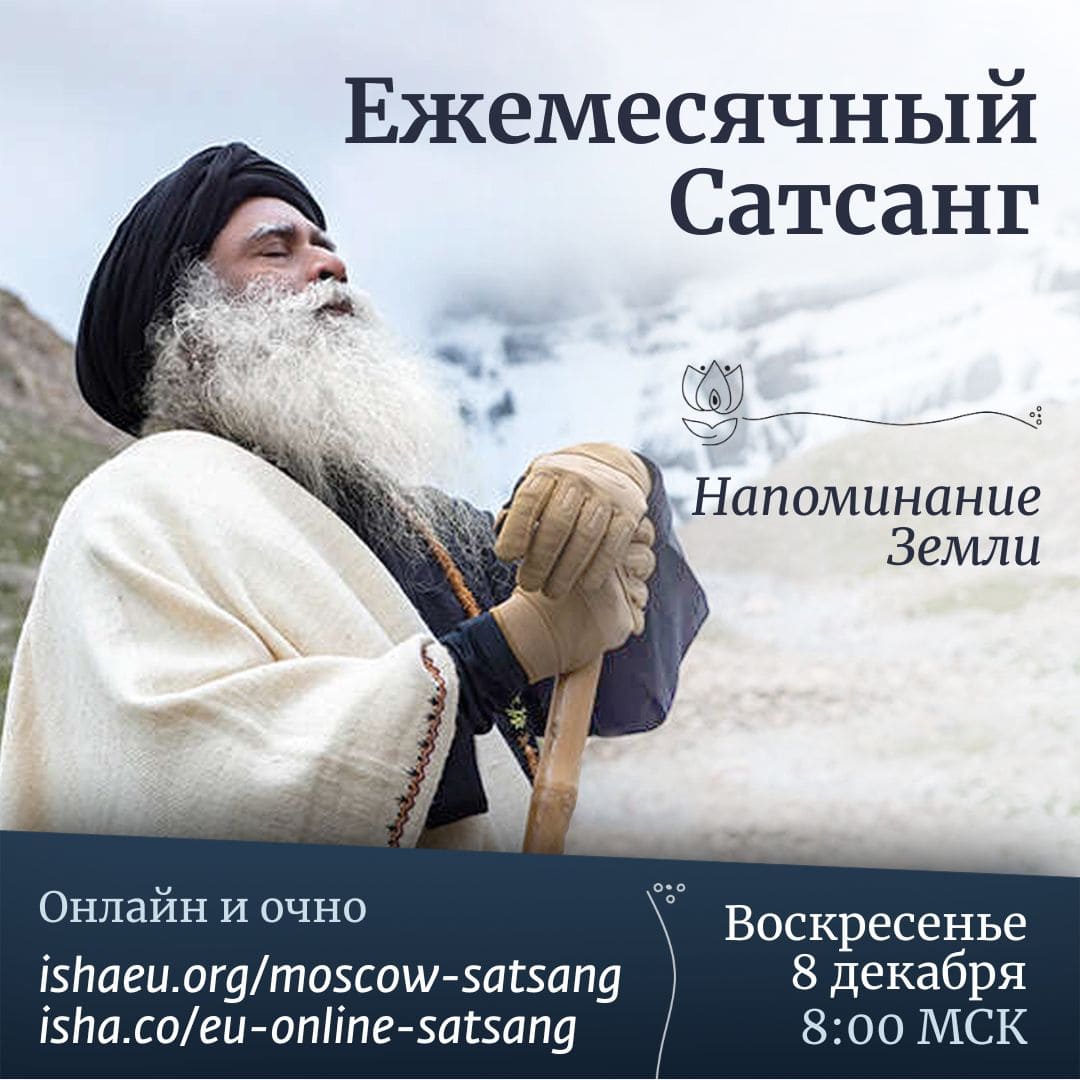 Ежемесячный
Сатсанг
Напоминание
Земли
Онлайн и очно
ishaeu.org/moscow-satsang
isha.co/eu-online-satsang
Воскресенье
8 декабря
8:00 МСК